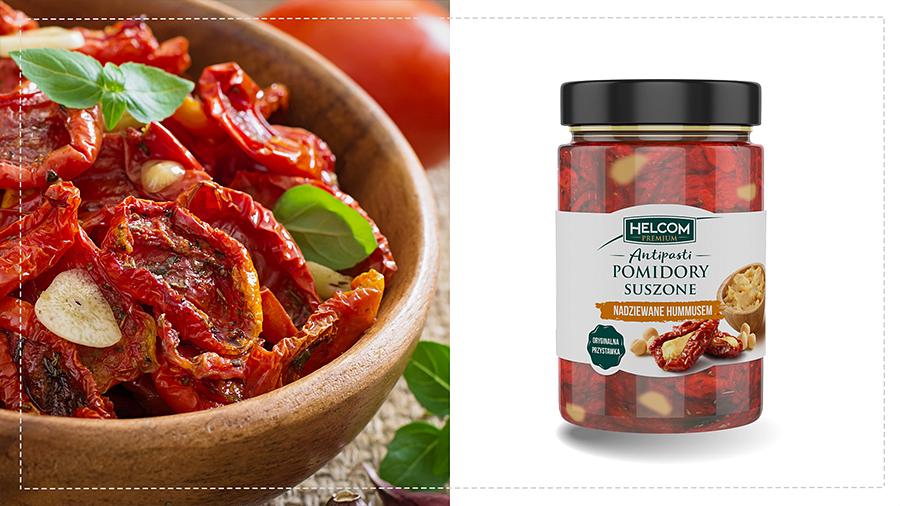 HELCOM
PREMIUM
Antipasti
POMIDORY
SUSZONE
NADZIEWANE HUMMUSEM
ORYGINALNA
PRZYSTAWKA